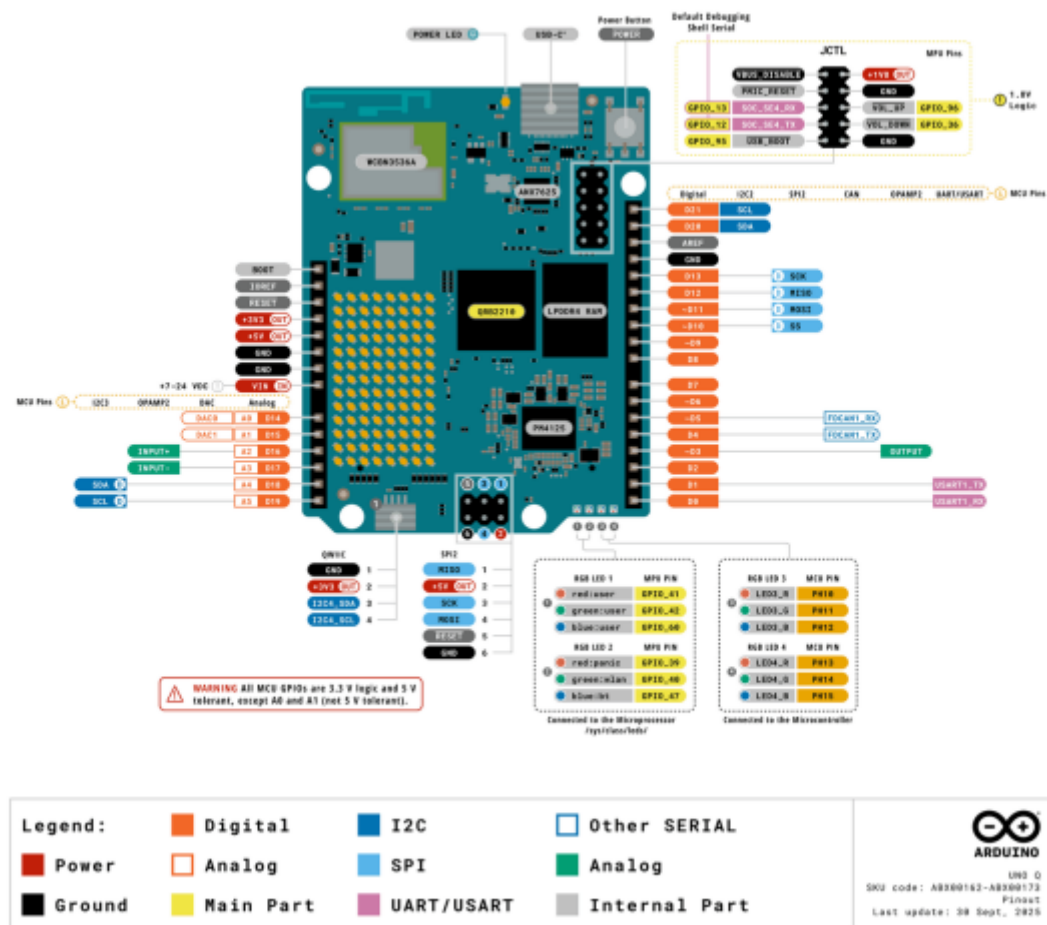 POWER LED
USB-C®
Power Button
POWER
Default Debugging
Shell Serial
JCTL
MPU Pins
VBUS_DISABLE
+1V8 OUT
PMIC_RESET
GND
GPIO_13 SOC_SE4_RX
VOL_UP GPIO_96
GPIO_12 SOC_SE4_TX
VOL_DOWN GPIO_36
USB_BOOT
GND
1.8V
Logic
WCBN3536A
ANX7625
QRB2210
LPDDR4 RAM
PM4125
Digital I2C2 SPI2 CAN OPAMP2 UART/USART MCU Pins
D21 SCL
D20 SDA
AREF
GND
D13 SCK
D12 MISO
~D11 MOSI
~D10 SS
~D9
D8
D7
~D6
~D5 FDCAN1_RX
D4 FDCAN1_TX
~D3 OUTPUT
D2
D1 USART1_TX
D0 USART1_RX
BOOT
IOREF
RESET
+3V3 OUT
+5V OUT
GND
GND
+7-24 VDC VIN IN
MCU Pins I2C3 OPAMP2 DAC Analog
DAC0 A0 D14
DAC1 A1 D15
INPUT+ A2 D16
INPUT- A3 D17
SDA A4 D18
SCL A5 D19
QWIIC
GND 1
+3V3 OUT 2
I2C4_SDA 3
I2C4_SCL 4
SPI2
MISO 1
+5V OUT 2
SCK 3
MOSI 4
RESET 5
GND 6
RGB LED 1 MPU PIN
red:user GPIO_41
green:user GPIO_42
blue:user GPIO_60
RGB LED 2 MPU PIN
red:panic GPIO_39
green:wlan GPIO_40
blue:bt GPIO_47
Connected to the Microprocessor
/sys/class/leds/
RGB LED 3 MCU PIN
LED3_R PH10
LED3_G PH11
LED3_B PH12
RGB LED 4 MCU PIN
LED4_R PH13
LED4_G PH14
LED4_B PH15
Connected to the Microcontroller
WARNING All MCU GPIOs are 3.3 V logic and 5 V
tolerant, except A0 and A1 (not 5 V tolerant).
Legend:
Digital
I2C
Other SERIAL
Power
Analog
SPI
Analog
Ground
Main Part
UART/USART
Internal Part
ARDUINO
UNO Q
SKU code: ABX00162-ABX00173
Pinout
Last update: 30 Sept, 2025